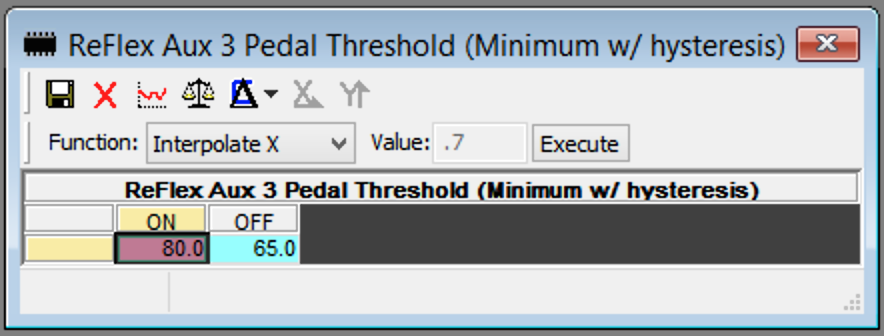 ReFlex Aux 3 Pedal Threshold (Minimum w/ hysteresis)
Function: Interpolate X Value: .7 Execute
ReFlex Aux 3 Pedal Threshold (Minimum w/ hysteresis)
ON OFF
80.0 65.0